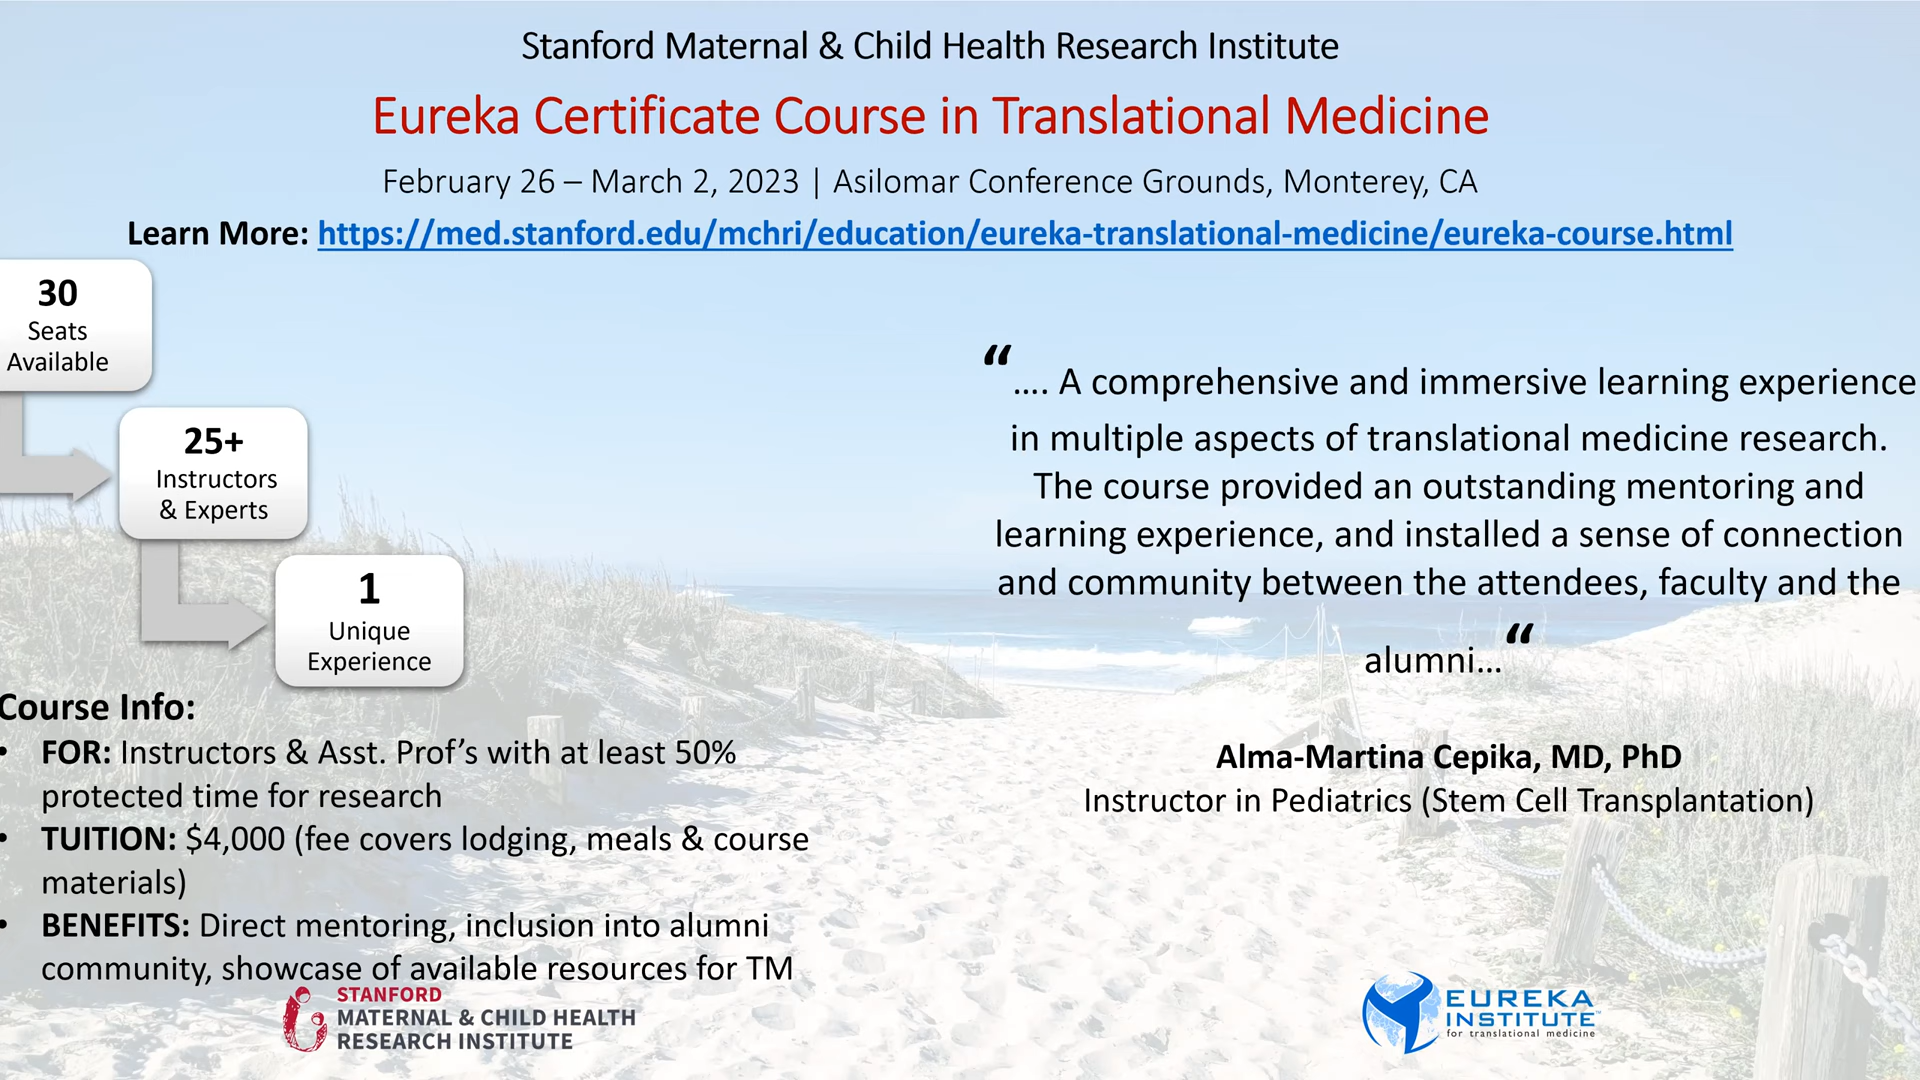 Stanford Maternal & Child Health Research Institute
Eureka Certificate Course in Translational Medicine
February 26 – March 2, 2023 | Asilomar Conference Grounds, Monterey, CA
Learn More: https://med.stanford.edu/mchri/education/eureka-translational-medicine/eureka-course.html
30
Seats
Available
25+
Instructors
& Experts
1
Unique
Experience
Course Info:
• FOR: Instructors & Asst. Prof’s with at least 50%
protected time for research
• TUITION: $4,000 (fee covers lodging, meals & course
materials)
• BENEFITS: Direct mentoring, inclusion into alumni
community, showcase of available resources for TM
“…. A comprehensive and immersive learning experience
in multiple aspects of translational medicine research.
The course provided an outstanding mentoring and
learning experience, and installed a sense of connection
and community between the attendees, faculty and the
alumni…“
Alma-Martina Cepika, MD, PhD
Instructor in Pediatrics (Stem Cell Transplantation)
STANFORD
MATERNAL & CHILD HEALTH
RESEARCH INSTITUTE
EUREKA
INSTITUTE™
for translational medicine